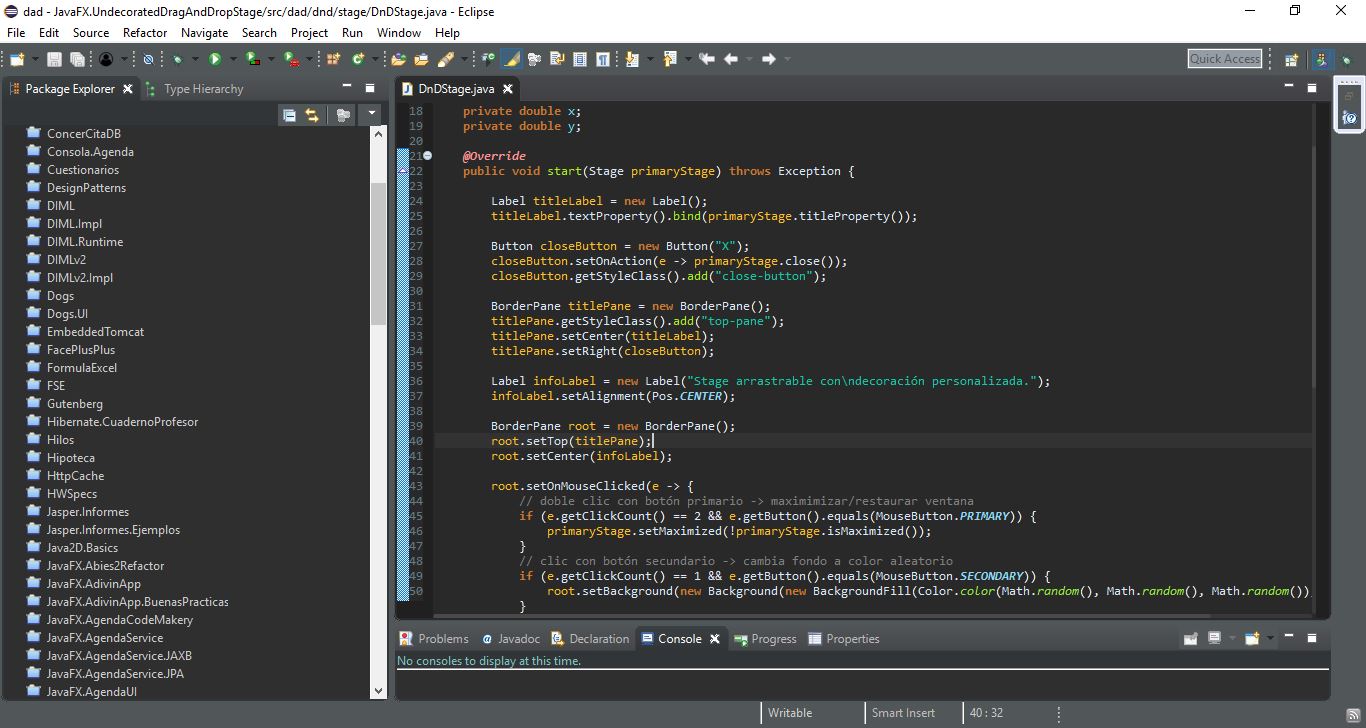 dad - JavaFX.UndecoratedDragAndDropStage/src/dad/dnd/stage/DnDStage.java - Eclipse
File Edit Source Refactor Navigate Search Project Run Window Help
Quick Access
Package Explorer Type Hierarchy
ConcerCitaDB
Consola.Agenda
Cuestionarios
DesignPatterns
DIML
DIML.Impl
DIML.Runtime
DIMLv2
DIMLv2.Impl
Dogs
Dogs.UI
EmbeddedTomcat
FacePlusPlus
FormulaExcel
FSE
Gutenberg
Hibernate.CuadernoProfesor
Hilos
Hipoteca
HttpCache
HWSpecs
Jasper.Informes
Jasper.Informes.Ejemplos
Java2D.Basics
JavaFX.Abies2Refactor
JavaFX.AdivinApp
JavaFX.AdivinApp.BuenasPracticas
JavaFX.AgendaCodeMakery
JavaFX.AgendaService
JavaFX.AgendaService.JAXB
JavaFX.AgendaService.JPA
JavaFX.AgendaUI
DnDStage.java
18 private double x;
19 private double y;
20
21 @Override
22 public void start(Stage primaryStage) throws Exception {
23
24 Label titleLabel = new Label();
25 titleLabel.textProperty().bind(primaryStage.titleProperty());
26
27 Button closeButton = new Button("X");
28 closeButton.setOnAction(e -> primaryStage.close());
29 closeButton.getStyleClass().add("close-button");
30
31 BorderPane titlePane = new BorderPane();
32 titlePane.getStyleClass().add("top-pane");
33 titlePane.setCenter(titleLabel);
34 titlePane.setRight(closeButton);
35
36 Label infoLabel = new Label("Stage arrastrable con\ndecoración personalizada.");
37 infoLabel.setAlignment(Pos.CENTER);
38
39 BorderPane root = new BorderPane();
40 root.setTop(titlePane);
41 root.setCenter(infoLabel);
42
43 root.setOnMouseClicked(e -> {
44 // doble clic con botón primario -> maximimizar/restaurar ventana
45 if (e.getClickCount() == 2 && e.getButton().equals(MouseButton.PRIMARY)) {
46 primaryStage.setMaximized(!primaryStage.isMaximized());
47 }
48 // clic con botón secundario -> cambia fondo a color aleatorio
49 if (e.getClickCount() == 1 && e.getButton().equals(MouseButton.SECONDARY)) {
50 root.setBackground(new Background(new BackgroundFill(Color.color(Math.random(), Math.random(), Math.random())
}
Problems Javadoc Declaration Console Progress Properties
No consoles to display at this time.
Writable Smart Insert 40 : 32